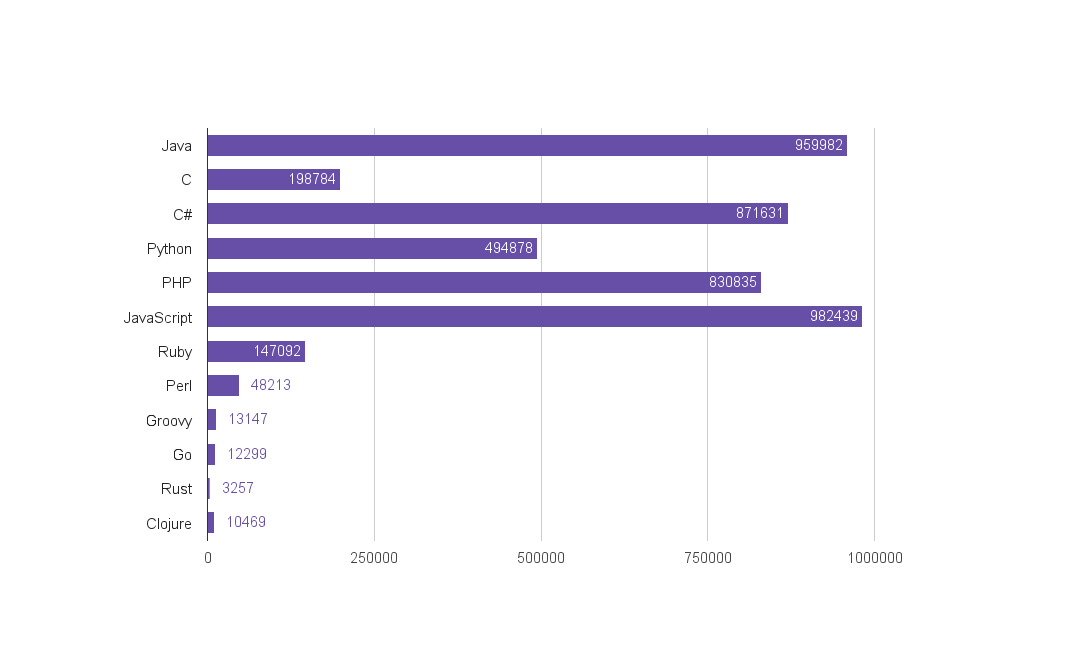 Java 959982
C 198784
C# 871631
Python 494878
PHP 830835
JavaScript 982439
Ruby 147092
Perl 48213
Groovy 13147
Go 12299
Rust 3257
Clojure 10469
0 250000 500000 750000 1000000